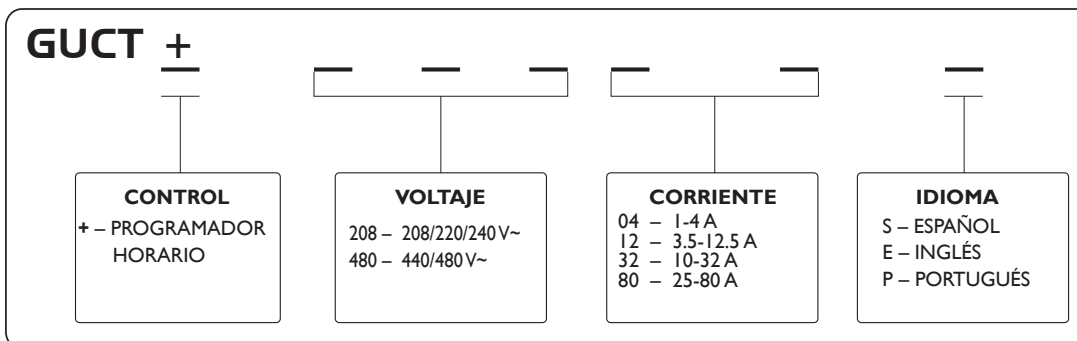 GUCT +
CONTROL
+ – PROGRAMADOR
HORARIO
VOLTAJE
208 – 208/220/240 V~
480 – 440/480 V~
CORRIENTE
04 – 1-4 A
12 – 3.5-12.5 A
32 – 10-32 A
80 – 25-80 A
IDIOMA
S – ESPAÑOL
E – INGLÉS
P – PORTUGUÉS